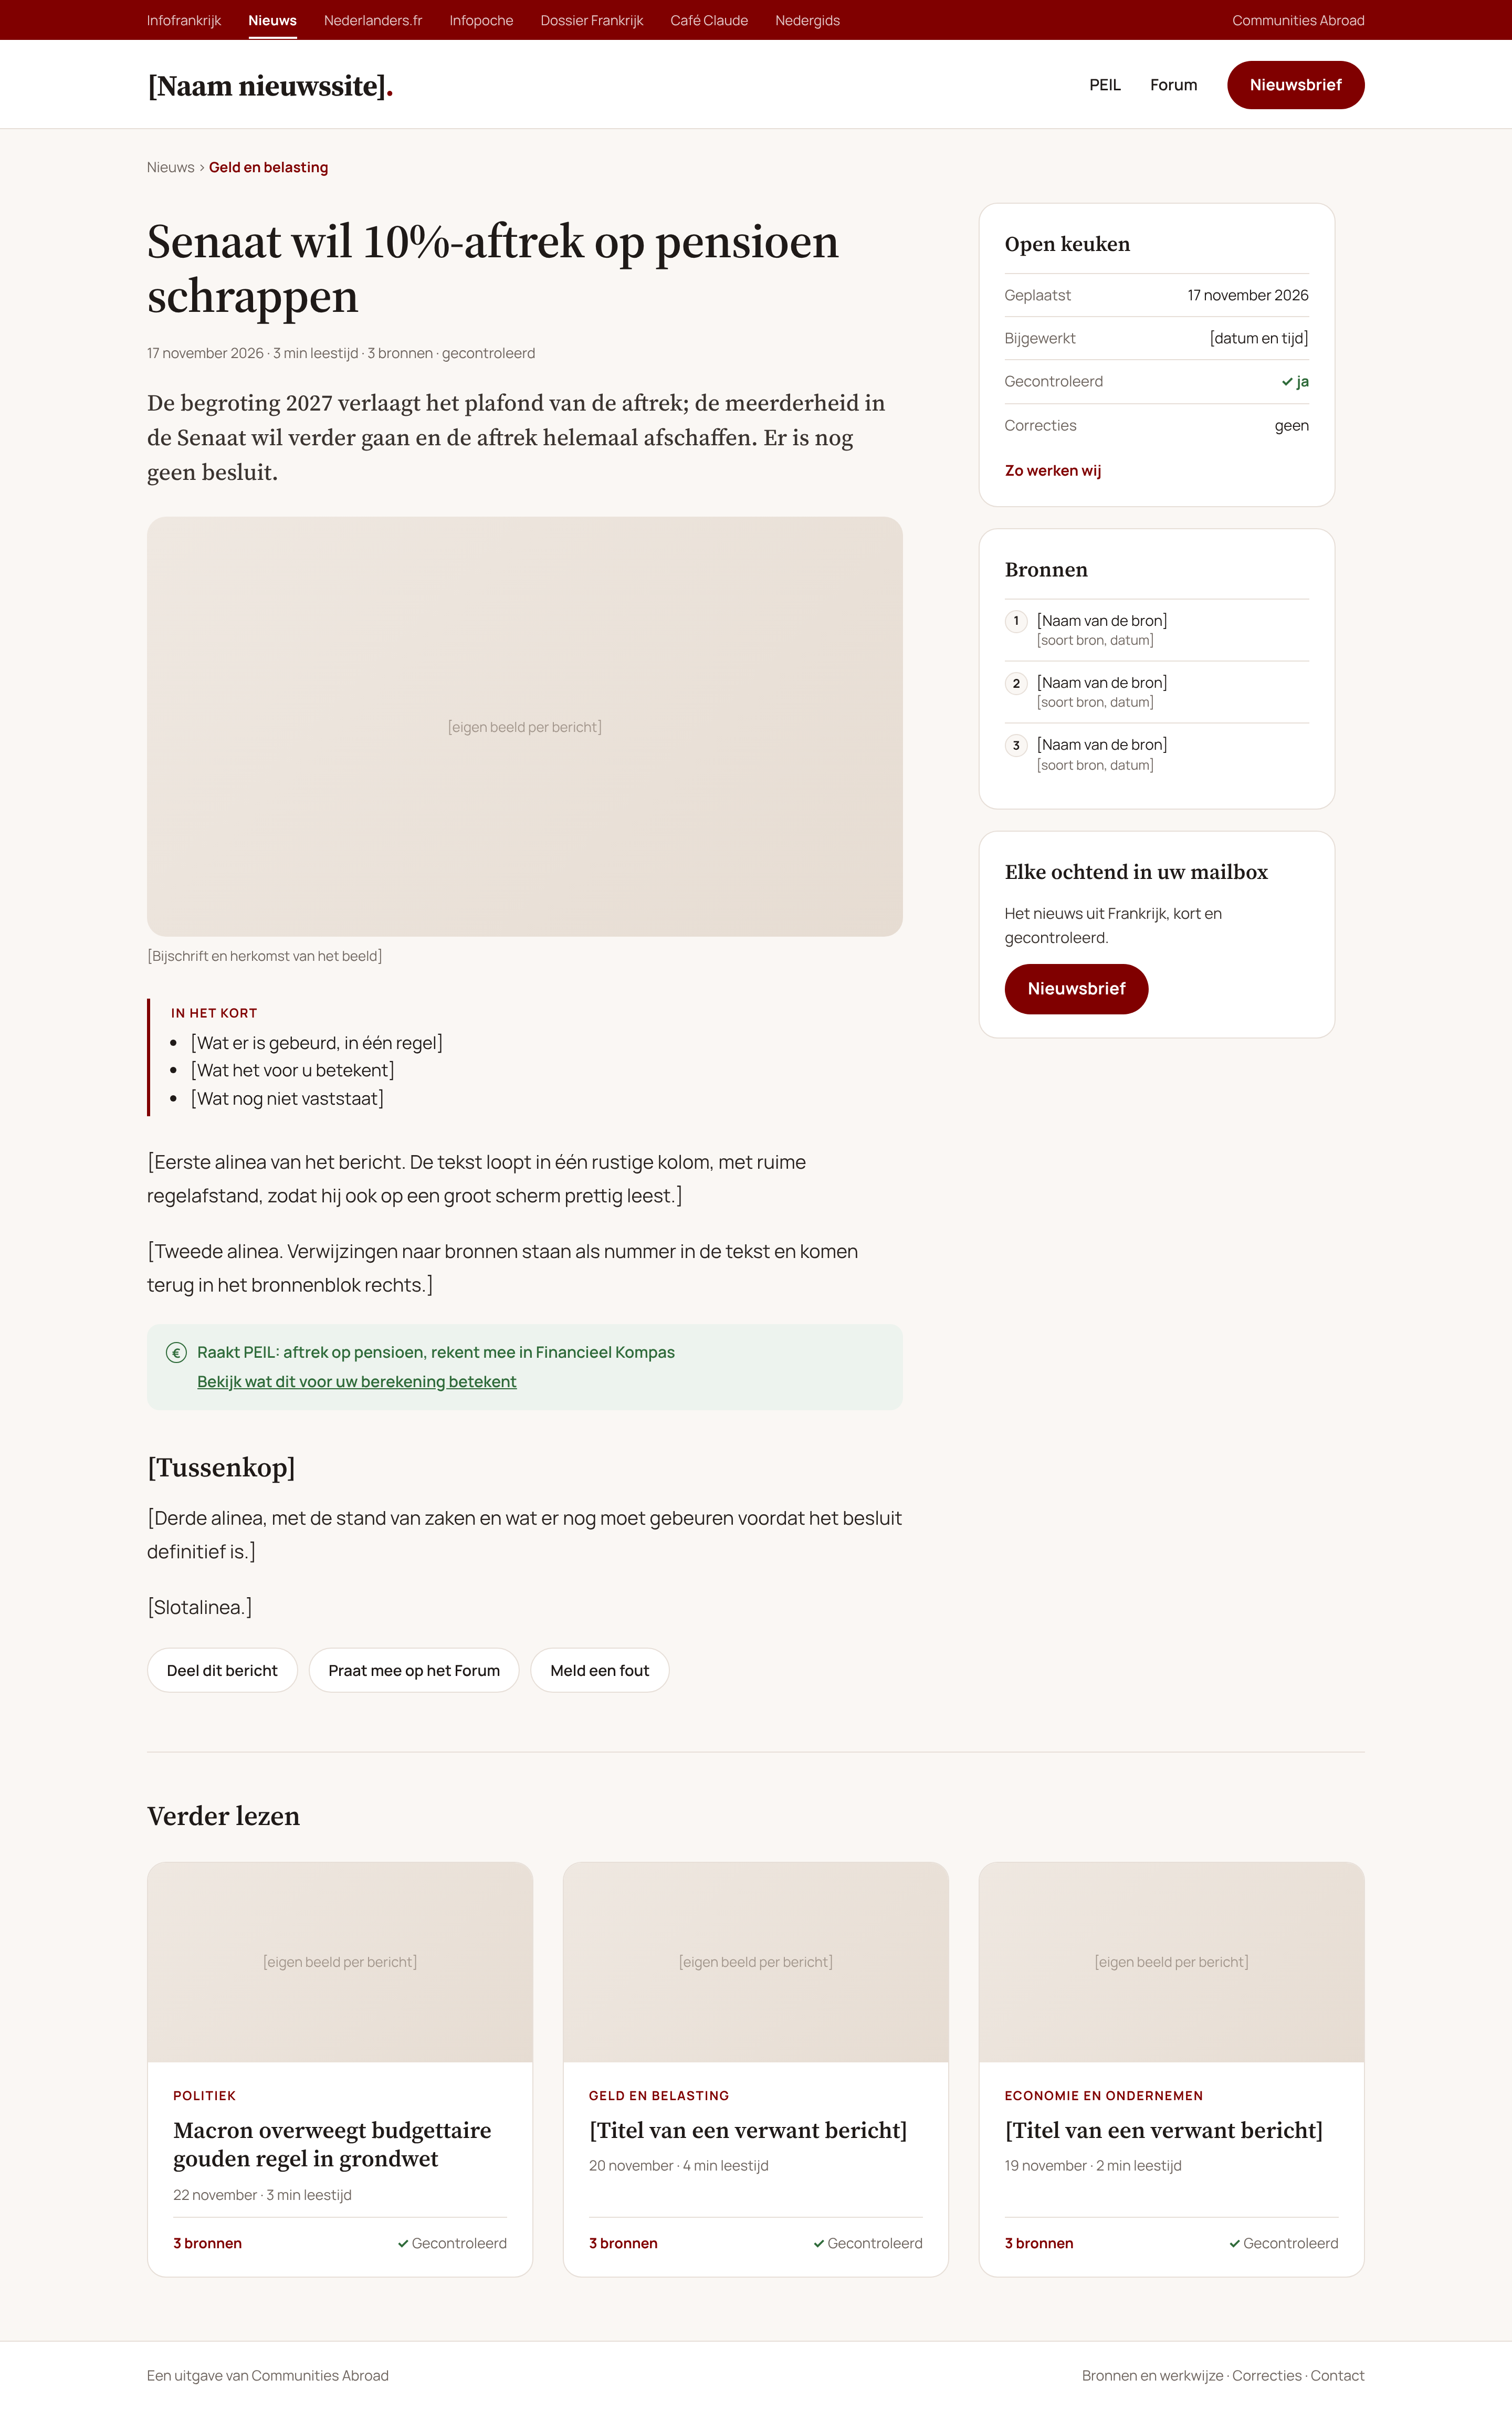 Infofrankrijk Nieuws Nederlanders.fr Infopoche Dossier Frankrijk Café Claude Nedergids Communities Abroad
[Naam nieuwssite]. PEIL Forum Nieuwsbrief
Nieuws › Geld en belasting
Senaat wil 10%-aftrek op pensioen
schrappen
17 november 2026 · 3 min leestijd · 3 bronnen · gecontroleerd
De begroting 2027 verlaagt het plafond van de aftrek; de meerderheid in
de Senaat wil verder gaan en de aftrek helemaal afschaffen. Er is nog
geen besluit.
[eigen beeld per bericht]
[Bijschrift en herkomst van het beeld]
IN HET KORT
• [Wat er is gebeurd, in één regel]
• [Wat het voor u betekent]
• [Wat nog niet vaststaat]
[Eerste alinea van het bericht. De tekst loopt in één rustige kolom, met ruime
regelafstand, zodat hij ook op een groot scherm prettig leest.]
[Tweede alinea. Verwijzingen naar bronnen staan als nummer in de tekst en komen
terug in het bronnenblok rechts.]
€ Raakt PEIL: aftrek op pensioen, rekent mee in Financieel Kompas
Bekijk wat dit voor uw berekening betekent
[Tussenkop]
[Derde alinea, met de stand van zaken en wat er nog moet gebeuren voordat het besluit
definitief is.]
[Slotalinea.]
Deel dit bericht Praat mee op het Forum Meld een fout
Open keuken
Geplaatst 17 november 2026
Bijgewerkt [datum en tijd]
Gecontroleerd ✓ ja
Correcties geen
Zo werken wij
Bronnen
1 [Naam van de bron]
[soort bron, datum]
2 [Naam van de bron]
[soort bron, datum]
3 [Naam van de bron]
[soort bron, datum]
Elke ochtend in uw mailbox
Het nieuws uit Frankrijk, kort en
gecontroleerd.
Nieuwsbrief
Verder lezen
[eigen beeld per bericht]
POLITIEK
Macron overweegt budgettaire
gouden regel in grondwet
22 november · 3 min leestijd
3 bronnen ✓ Gecontroleerd
[eigen beeld per bericht]
GELD EN BELASTING
[Titel van een verwant bericht]
20 november · 4 min leestijd
3 bronnen ✓ Gecontroleerd
[eigen beeld per bericht]
ECONOMIE EN ONDERNEMEN
[Titel van een verwant bericht]
19 november · 2 min leestijd
3 bronnen ✓ Gecontroleerd
Een uitgave van Communities Abroad Bronnen en werkwijze · Correcties · Contact